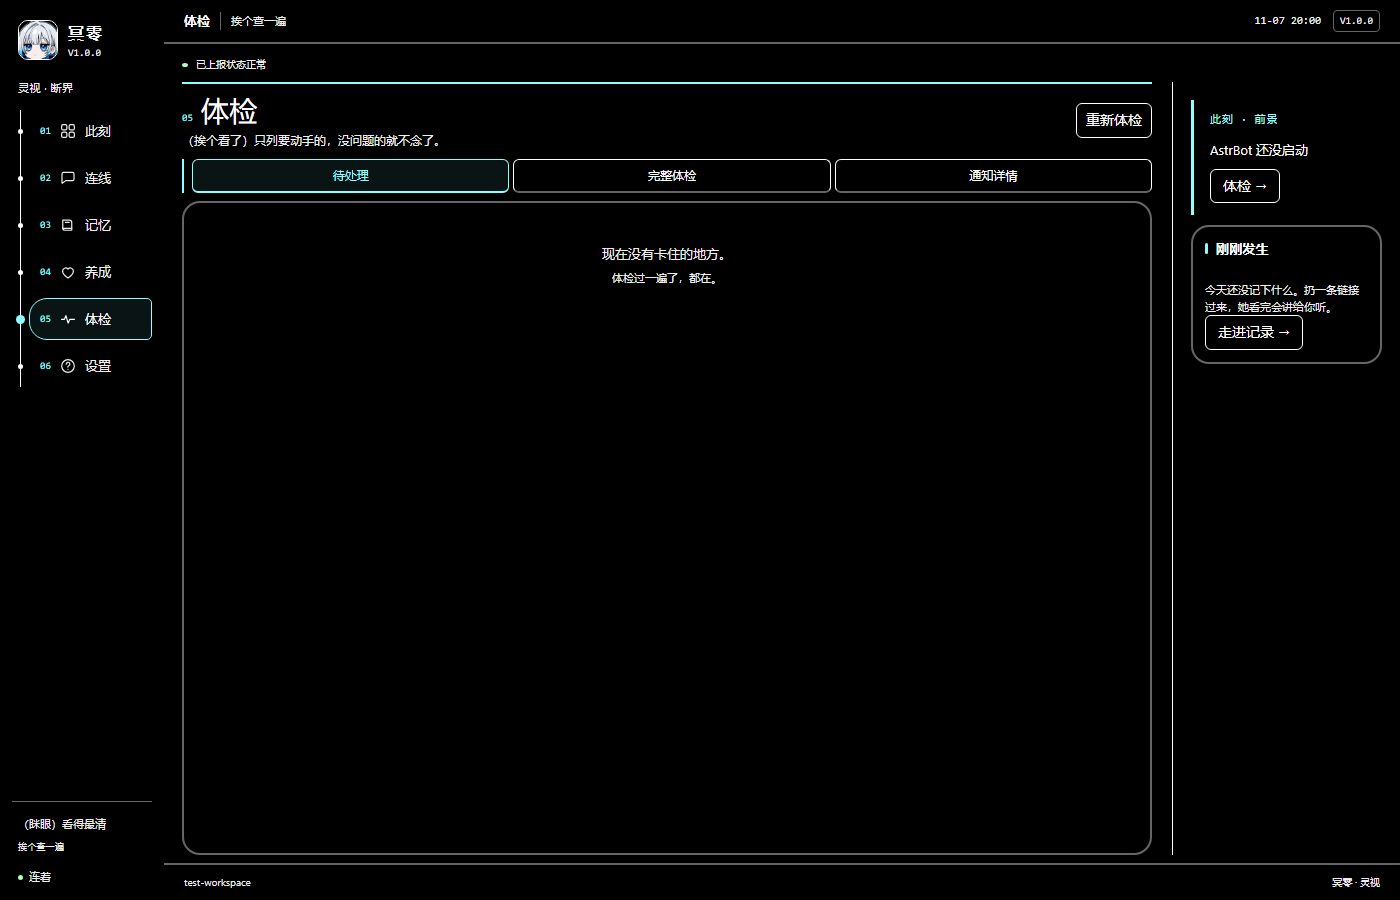 冥零
V1.0.0
灵视 · 断界
01 此刻
02 连线
03 记忆
04 养成
05 体检
06 设置
（眯眼）看得最清
挨个查一遍
连着
体检 挨个查一遍
11-07 20:00 V1.0.0
已上报状态正常
05 体检
（挨个看了）只列要动手的，没问题的就不念了。
重新体检
待处理 完整体检 通知详情
现在没有卡住的地方。
体检过一遍了，都在。
此刻 · 前景
AstrBot 还没启动
体检 →
刚刚发生
今天还没记下什么。扔一条链接
过来，她看完会讲给你听。
走进记录 →
test-workspace
冥零 · 灵视